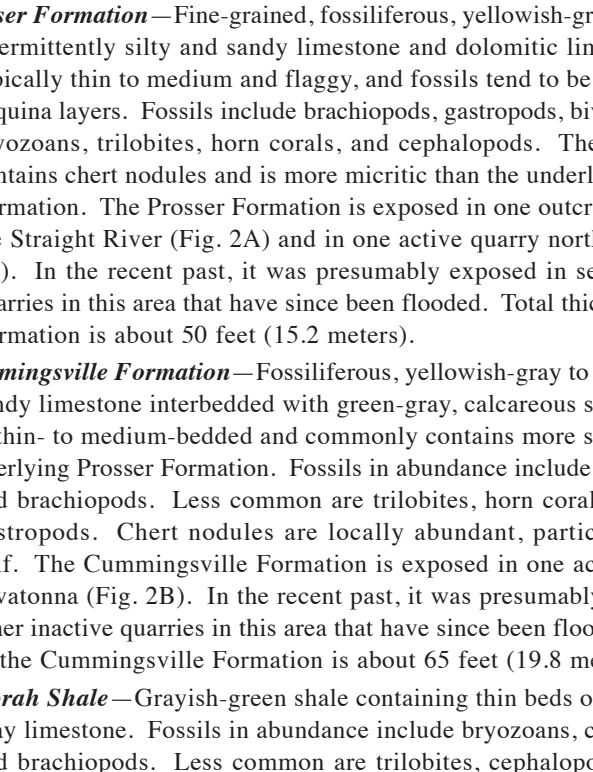 ser Formation—Fine-grained, fossiliferous, yellowish-gr
ermittently silty and sandy limestone and dolomitic lin
pically thin to medium and flaggy, and fossils tend to be
quina layers. Fossils include brachiopods, gastropods, biv
yozoans, trilobites, horn corals, and cephalopods. The
ntains chert nodules and is more micritic than the underl
rmation. The Prosser Formation is exposed in one outcr
e Straight River (Fig. 2A) and in one active quarry nort
). In the recent past, it was presumably exposed in se
arries in this area that have since been flooded. Total thic
rmation is about 50 feet (15.2 meters).
mmingsville Formation—Fossiliferous, yellowish-gray to
ndy limestone interbedded with green-gray, calcareous s
thin- to medium-bedded and commonly contains more s
erlying Prosser Formation. Fossils in abundance include
d brachiopods. Less common are trilobites, horn coral
stropods. Chert nodules are locally abundant, partic
lf. The Cummingsville Formation is exposed in one ac
watonna (Fig. 2B). In the recent past, it was presumably
her inactive quarries in this area that have since been floo
the Cummingsville Formation is about 65 feet (19.8 me
orah Shale—Grayish-green shale containing thin beds o
ay limestone. Fossils in abundance include bryozoans, c
d brachiopods. Less common are trilobites, cephalopo